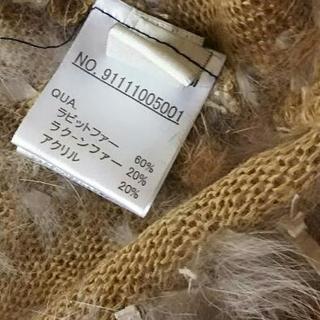 NO. 91111005001
QUA.
ラビットファー 60%
ラクーンファー 20%
アクリル 20%